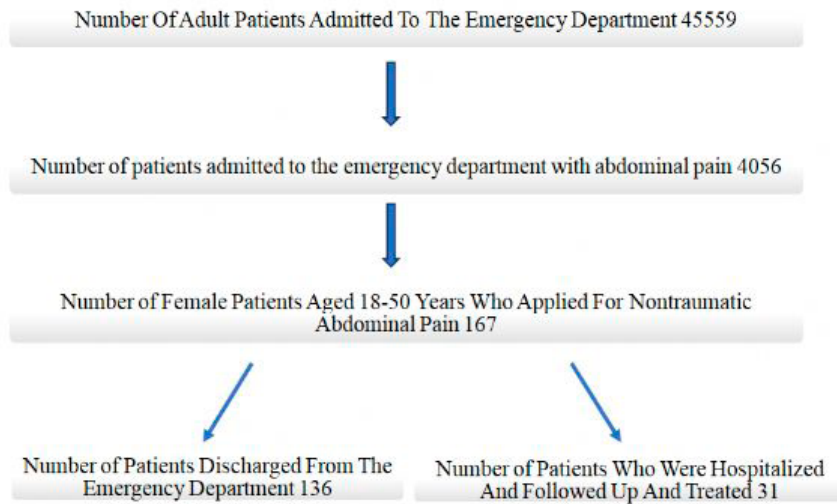 Number Of Adult Patients Admitted To The Emergency Department 45559
Number of patients admitted to the emergency department with abdominal pain 4056
Number of Female Patients Aged 18-50 Years Who Applied For Nontraumatic
Abdominal Pain 167
Number of Patients Discharged From The
Emergency Department 136
Number of Patients Who Were Hospitalized
And Followed Up And Treated 31